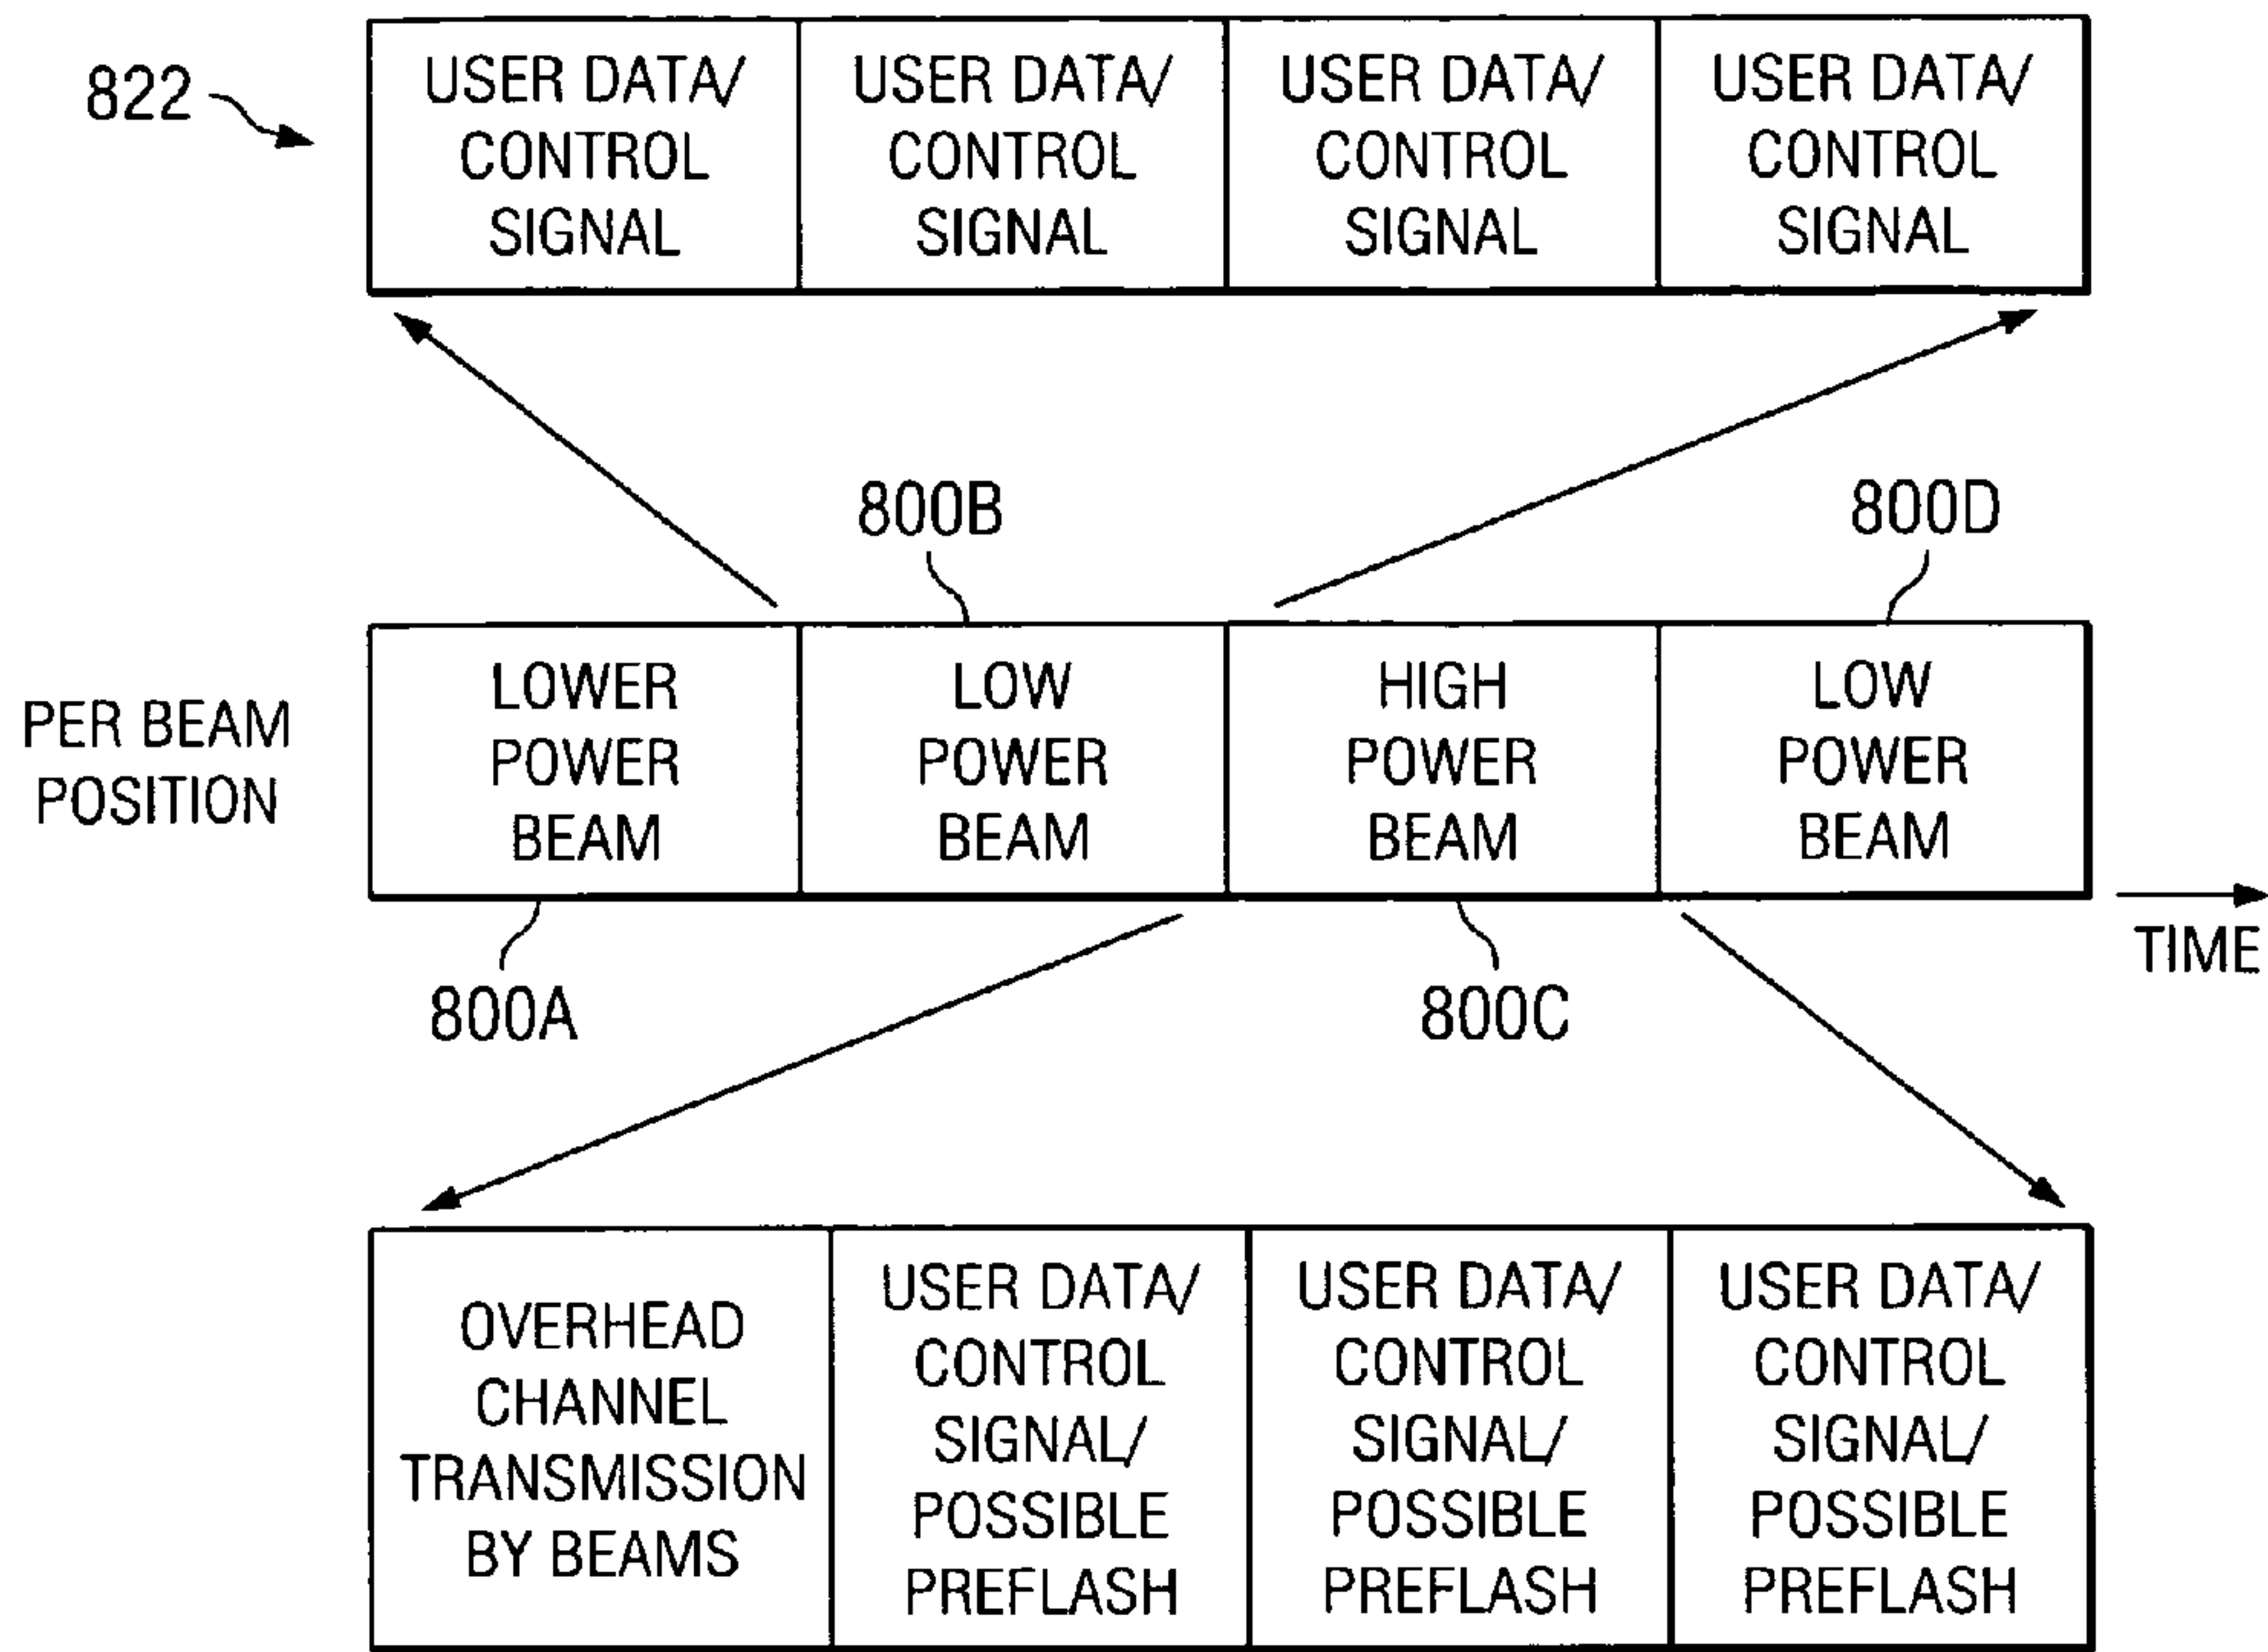 822
USER DATA/
CONTROL
SIGNAL
USER DATA/
CONTROL
SIGNAL
USER DATA/
CONTROL
SIGNAL
USER DATA/
CONTROL
SIGNAL
800B
800D
PER BEAM
POSITION
LOWER
POWER
BEAM
LOW
POWER
BEAM
HIGH
POWER
BEAM
LOW
POWER
BEAM
TIME
800A
800C
OVERHEAD
CHANNEL
TRANSMISSION
BY BEAMS
USER DATA/
CONTROL
SIGNAL/
POSSIBLE
PREFLASH
USER DATA/
CONTROL
SIGNAL/
POSSIBLE
PREFLASH
USER DATA/
CONTROL
SIGNAL/
POSSIBLE
PREFLASH